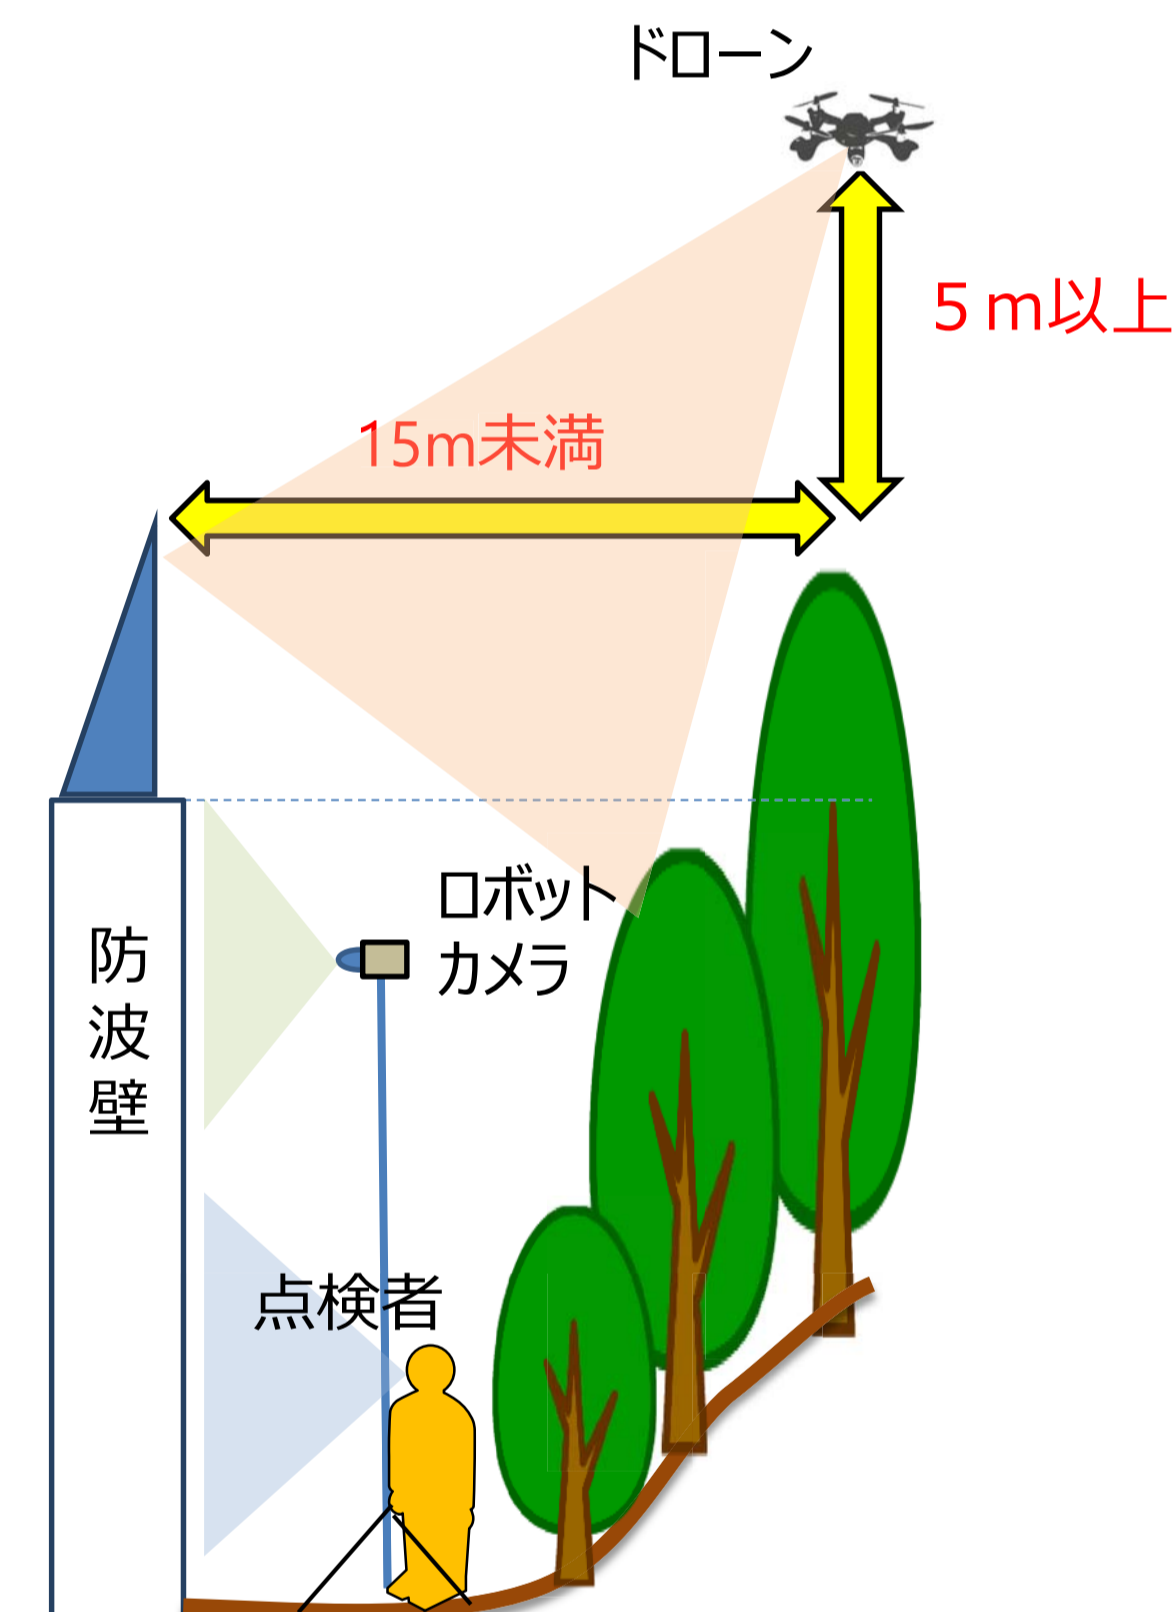 ドローン
５ｍ以上
15m未満
ロボット
カメラ
防
波
壁
点検者